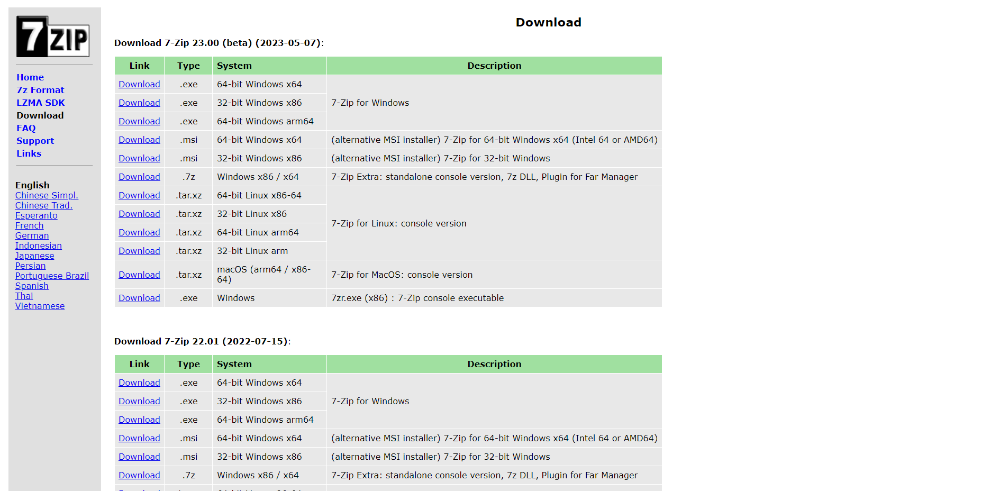 7ZIP
Home
7z Format
LZMA SDK
Download
FAQ
Support
Links
English
Chinese Simpl.
Chinese Trad.
Esperanto
French
German
Indonesian
Japanese
Persian
Portuguese Brazil
Spanish
Thai
Vietnamese
Download
Download 7-Zip 23.00 (beta) (2023-05-07):
Link Type System Description
Download .exe 64-bit Windows x64
Download .exe 32-bit Windows x86 7-Zip for Windows
Download .exe 64-bit Windows arm64
Download .msi 64-bit Windows x64 (alternative MSI installer) 7-Zip for 64-bit Windows x64 (Intel 64 or AMD64)
Download .msi 32-bit Windows x86 (alternative MSI installer) 7-Zip for 32-bit Windows
Download .7z Windows x86 / x64 7-Zip Extra: standalone console version, 7z DLL, Plugin for Far Manager
Download .tar.xz 64-bit Linux x86-64
Download .tar.xz 32-bit Linux x86
7-Zip for Linux: console version
Download .tar.xz 64-bit Linux arm64
Download .tar.xz 32-bit Linux arm
Download .tar.xz macOS (arm64 / x86-
64) 7-Zip for MacOS: console version
Download .exe Windows 7zr.exe (x86) : 7-Zip console executable
Download 7-Zip 22.01 (2022-07-15):
Link Type System Description
Download .exe 64-bit Windows x64
Download .exe 32-bit Windows x86 7-Zip for Windows
Download .exe 64-bit Windows arm64
Download .msi 64-bit Windows x64 (alternative MSI installer) 7-Zip for 64-bit Windows x64 (Intel 64 or AMD64)
Download .msi 32-bit Windows x86 (alternative MSI installer) 7-Zip for 32-bit Windows
Download .7z Windows x86 / x64 7-Zip Extra: standalone console version, 7z DLL, Plugin for Far Manager